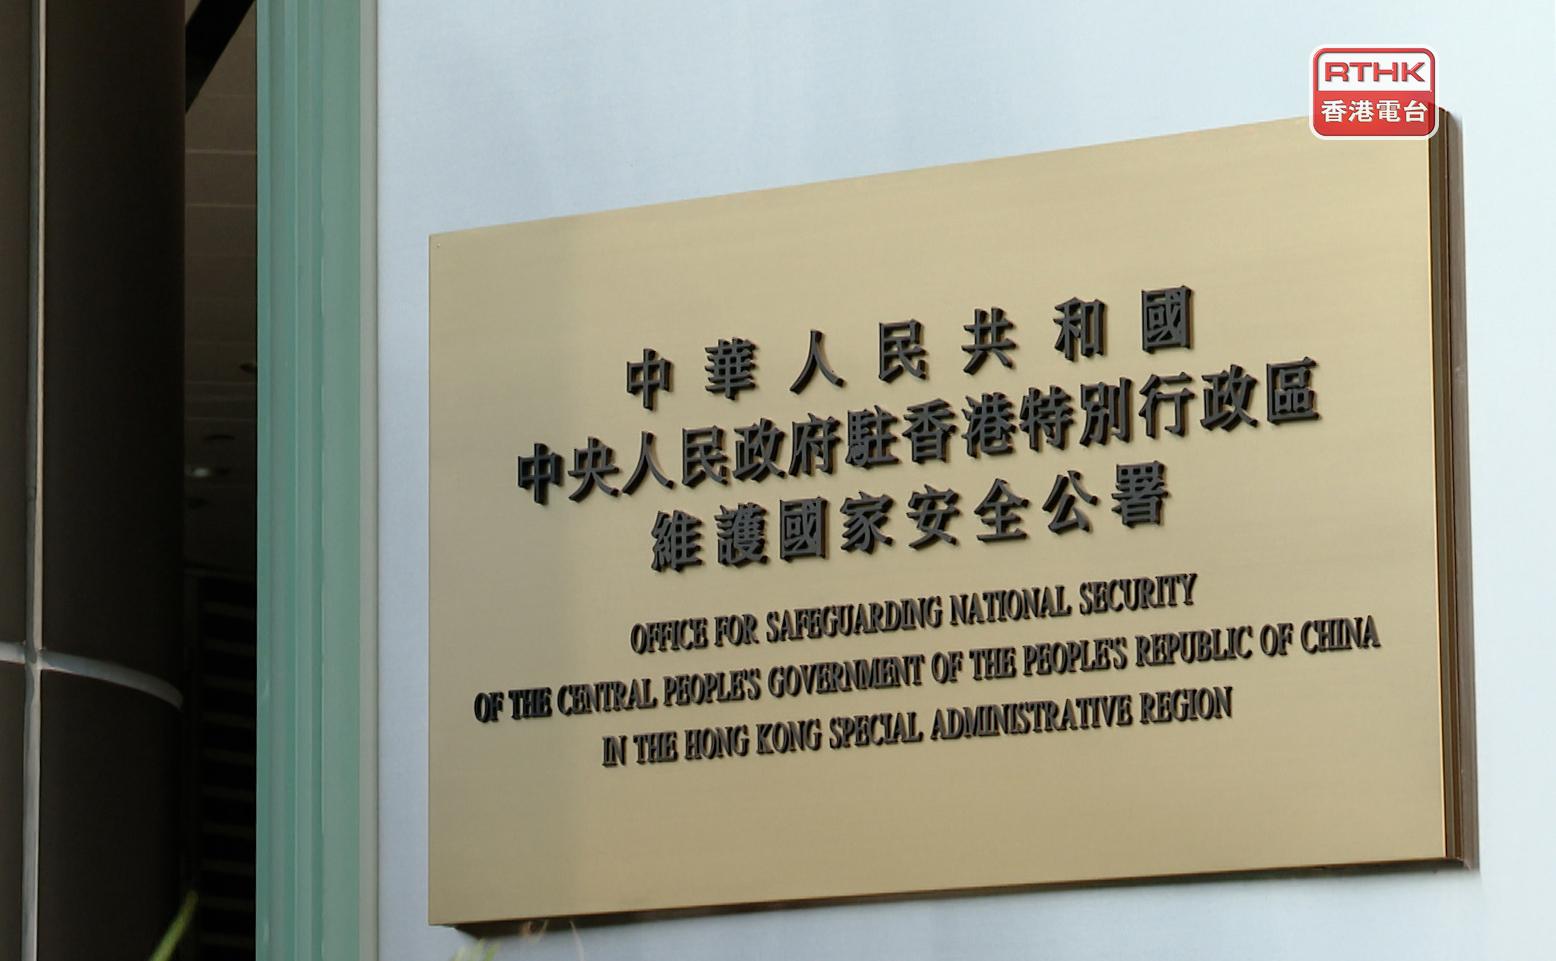 RTHK
香港電台
中華人民共和國
中央人民政府駐香港特別行政區
維護國家安全公署
OFFICE FOR SAFEGUARDING NATIONAL SECURITY
OF THE CENTRAL PEOPLE'S GOVERNMENT OF THE PEOPLE'S REPUBLIC OF CHINA
IN THE HONG KONG SPECIAL ADMINISTRATIVE REGION